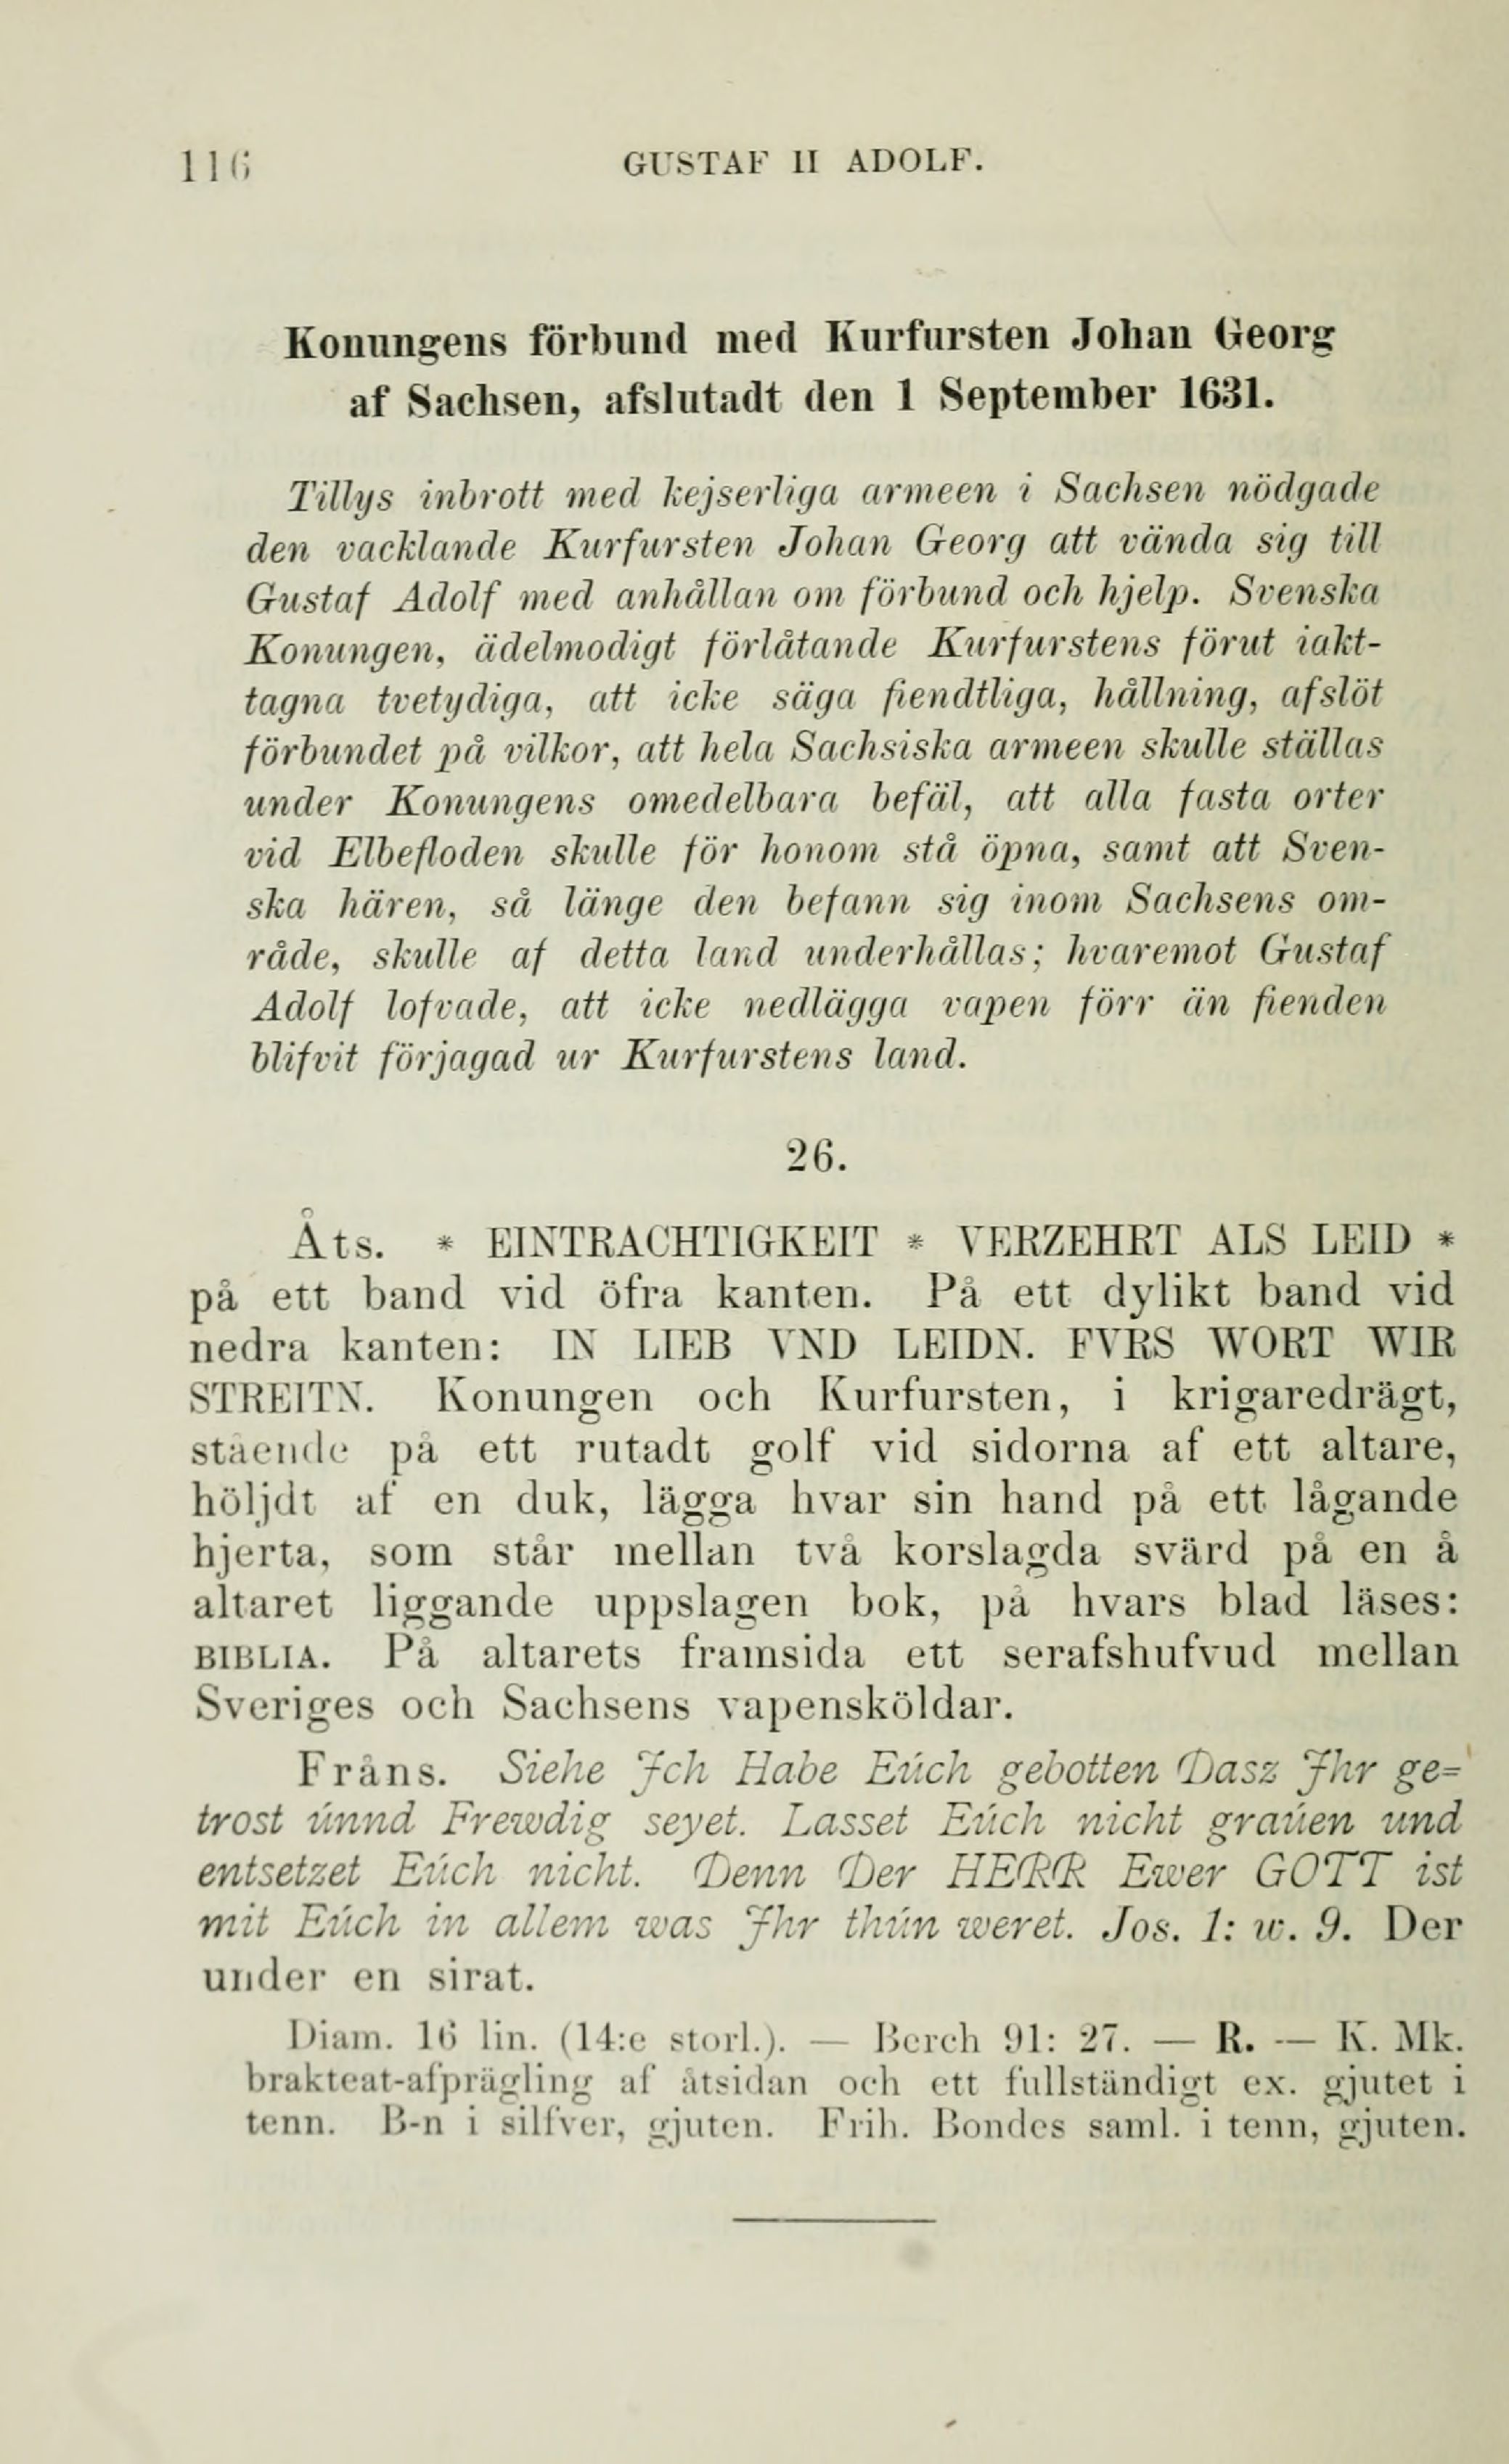 116
GUSTAF II ADOLF.
Konungens förbund med Kurfursten Johan Georg
af Sachsen, afslutadt den 1 September 1631.
Tillys inbrott med kejserliga armeen i Sachsen nödgade
den vacklande Kurfursten Johan Georg att vända sig till
Gustaf Adolf med anhållan om förbund och hjelp. Svenska
Konungen, ädelmodigt förlåtande Kurfurstens förut iakt-
tagna tvetydiga, att icke säga fiendtliga, hållning, afslöt
förbundet på vilkor, att hela Sachsiska armeen skulle ställas
under Konungens omedelbara befäl, att alla fasta orter
vid Elbefloden skulle för honom stå öpna, samt att Sven-
ska hären, så länge den befann sig inom Sachsens om-
råde, skulle af detta land underhållas; hvaremot Gustaf
Adolf lofvade, att icke nedlägga vapen förr än fienden
blifvit förjagad ur Kurfurstens land.
26.
Åts. * EINTRACHTIGKEIT * VERZEHRT ALS LEID *
på ett band vid öfra kanten. På ett dylikt band vid
nedra kanten: IN LIEB VND LEIDN. FVRS WORT WIR
STREITN. Konungen och Kurfursten, i krigaredrägt,
stående på ett rutadt golf vid sidorna af ett altare,
höljdt af en duk, lägga hvar sin hand på ett lågande
hjerta, som står mellan två korslagda svärd på en å
altaret liggande uppslagen bok, på hvars blad läses:
BIBLIA. På altarets framsida ett serafshufvud mellan
Sveriges och Sachsens vapensköldar.
Fråns. Siehe Ich Habe Eúch gebotten Dasz Ihr ge=
trost únnd Frewdig seyet. Lasset Eúch nicht graúen und
entsetzet Eúch nicht. Denn Der HERR Ewer GOTT ist
mit Eúch in allem was Ihr thún weret. Jos. 1: w. 9. Der
under en sirat.
Diam. 16 lin. (14:e storl.). — Berch 91: 27. — R. — K. Mk.
brakteat-afprägling af åtsidan och ett fullständigt ex. gjutet i
tenn. B-n i silfver, gjuten. Frih. Bondes saml. i tenn, gjuten.